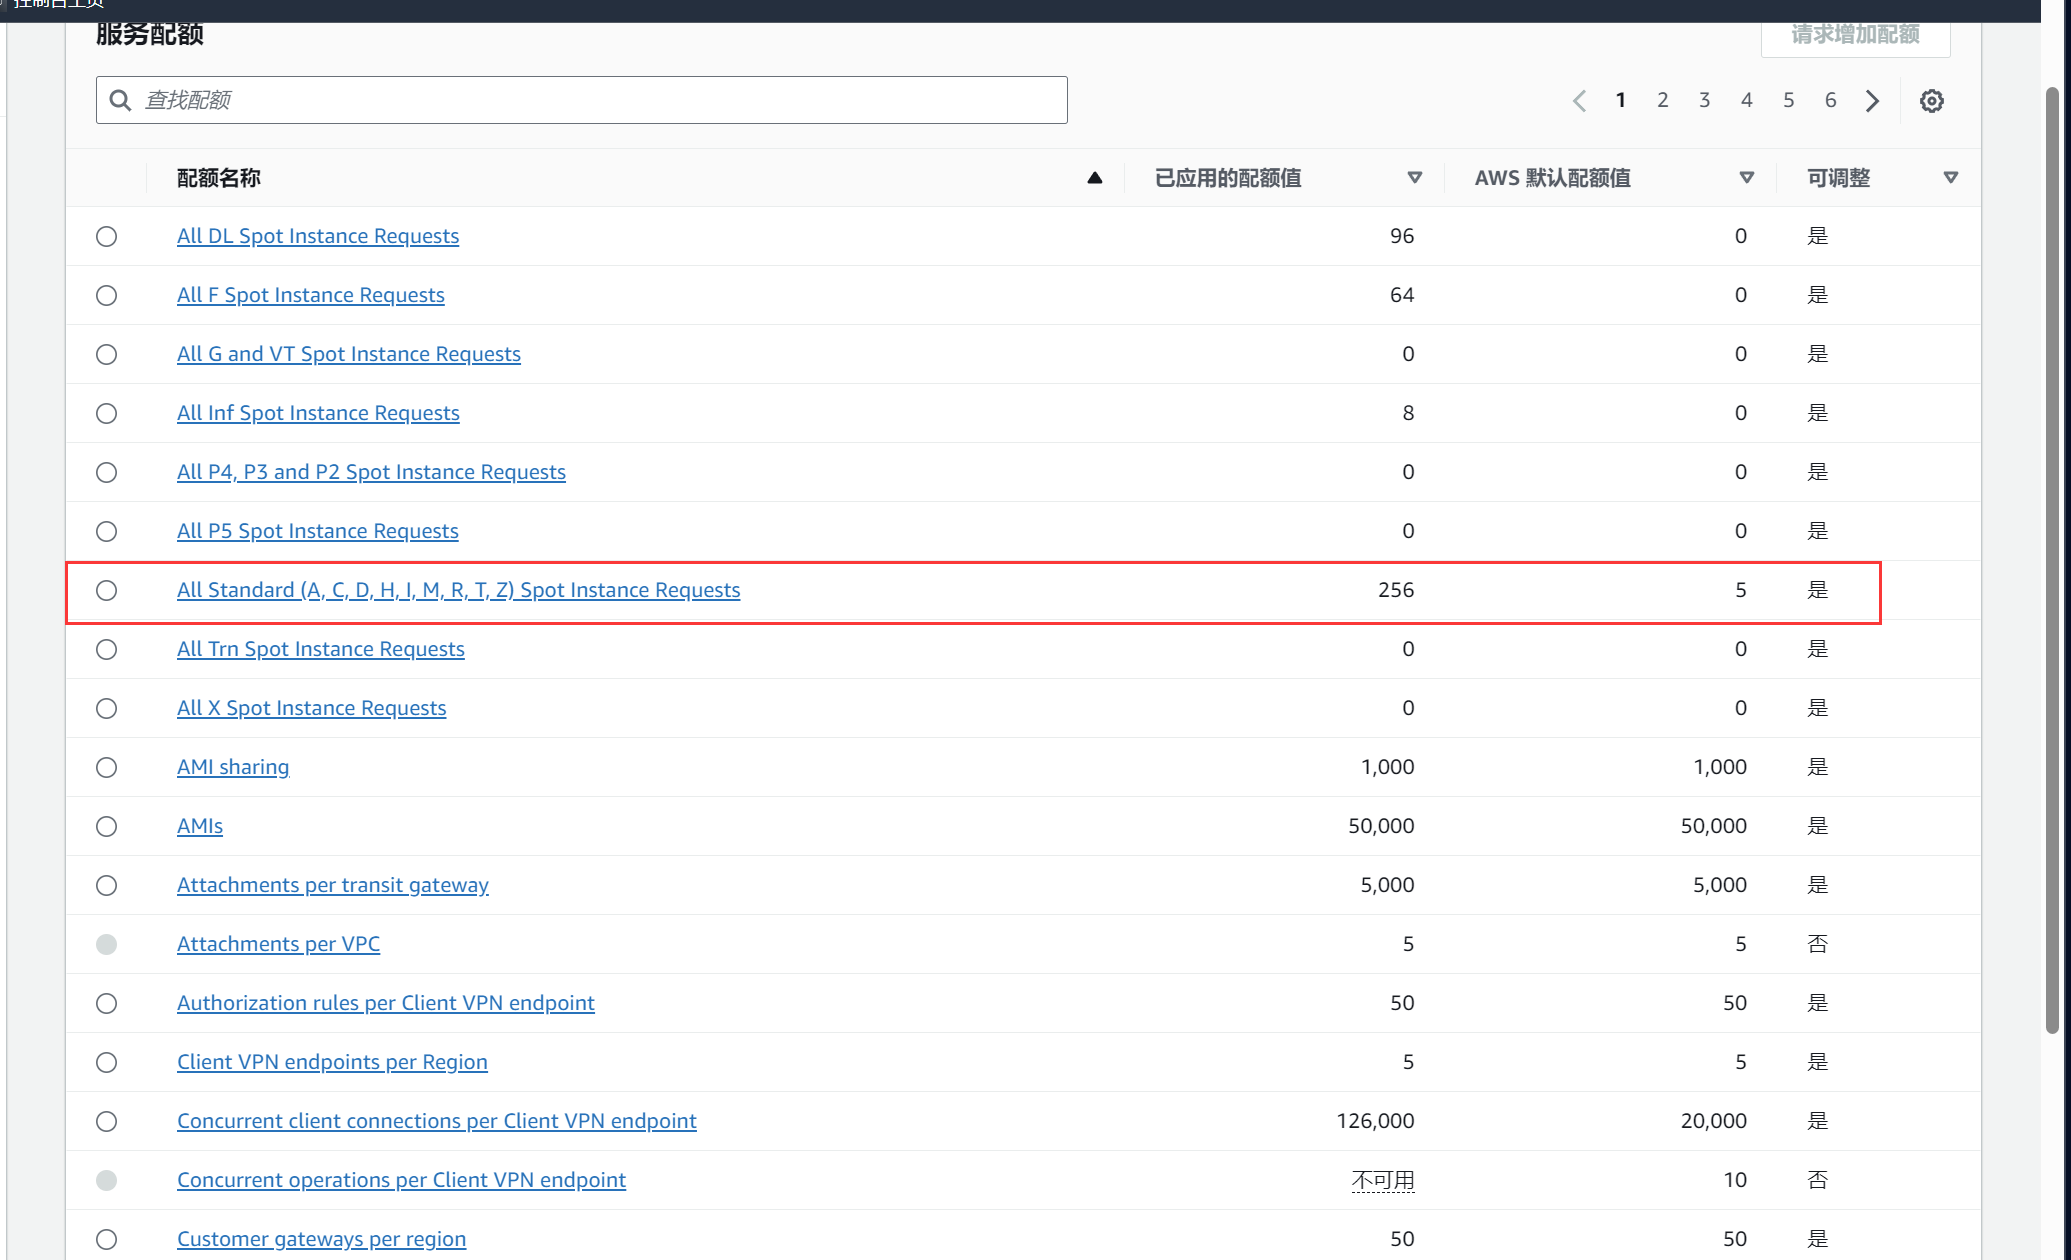 控制台主页
服务配额
请求增加配额
查找配额
1 2 3 4 5 6
配额名称 已应用的配额值 AWS 默认配额值 可调整
All DL Spot Instance Requests 96 0 是
All F Spot Instance Requests 64 0 是
All G and VT Spot Instance Requests 0 0 是
All Inf Spot Instance Requests 8 0 是
All P4, P3 and P2 Spot Instance Requests 0 0 是
All P5 Spot Instance Requests 0 0 是
All Standard (A, C, D, H, I, M, R, T, Z) Spot Instance Requests 256 5 是
All Trn Spot Instance Requests 0 0 是
All X Spot Instance Requests 0 0 是
AMI sharing 1,000 1,000 是
AMIs 50,000 50,000 是
Attachments per transit gateway 5,000 5,000 是
Attachments per VPC 5 5 否
Authorization rules per Client VPN endpoint 50 50 是
Client VPN endpoints per Region 5 5 是
Concurrent client connections per Client VPN endpoint 126,000 20,000 是
Concurrent operations per Client VPN endpoint 不可用 10 否
Customer gateways per region 50 50 是